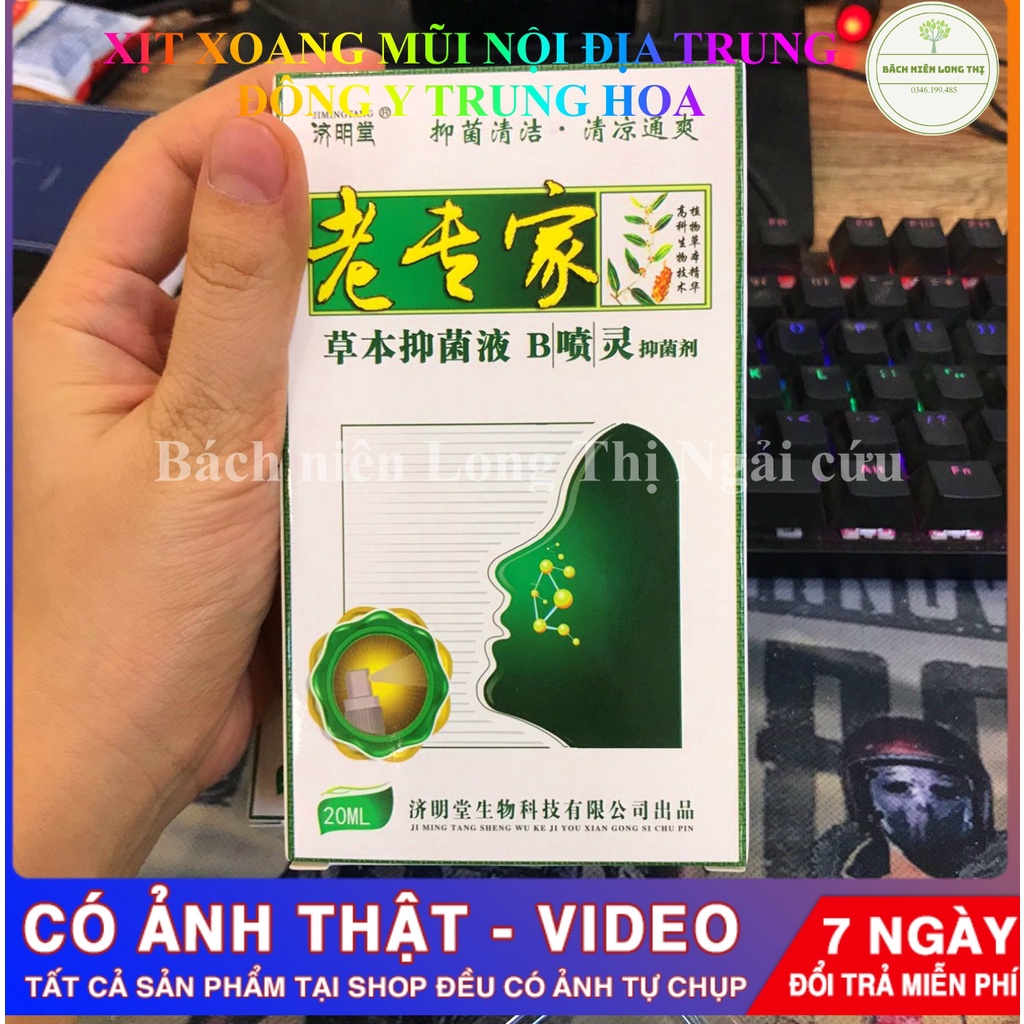 XỊT XOANG MŨI NỘI ĐỊA TRUNG
ĐÔNG Y TRUNG HOA
BÁCH NIÊN LONG THỊ
0346.199.485
JIMINGTANG ®
济明堂
抑菌清洁·清凉通爽
老专家
植物草本精华
高科生物技术
草本抑菌液 B喷灵 抑菌剂
Bách niên Long Thị Ngải cứu
20ML
济明堂生物科技有限公司出品
JI MING TANG SHENG WU KE JI YOU XIAN GONG SI CHU PIN
CÓ ẢNH THẬT - VIDEO
TẤT CẢ SẢN PHẨM TẠI SHOP ĐỀU CÓ ẢNH TỰ CHỤP
7 NGÀY
ĐỔI TRẢ MIỄN PHÍ